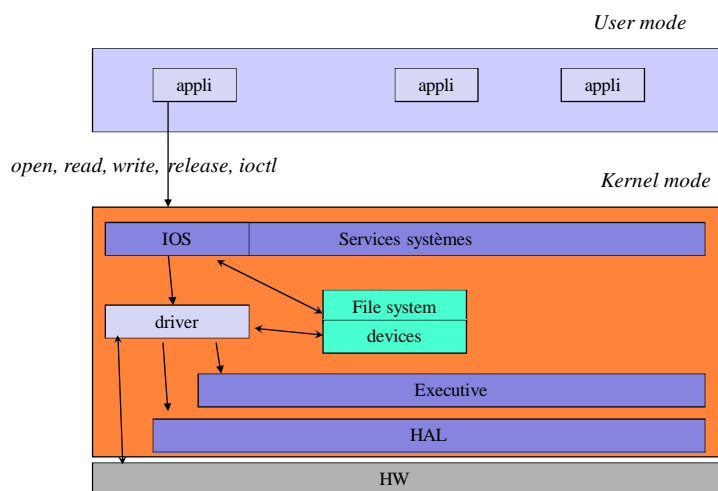 User mode
appli appli appli
open, read, write, release, ioctl
Kernel mode
IOS Services systèmes
File system
driver
devices
Executive
HAL
HW